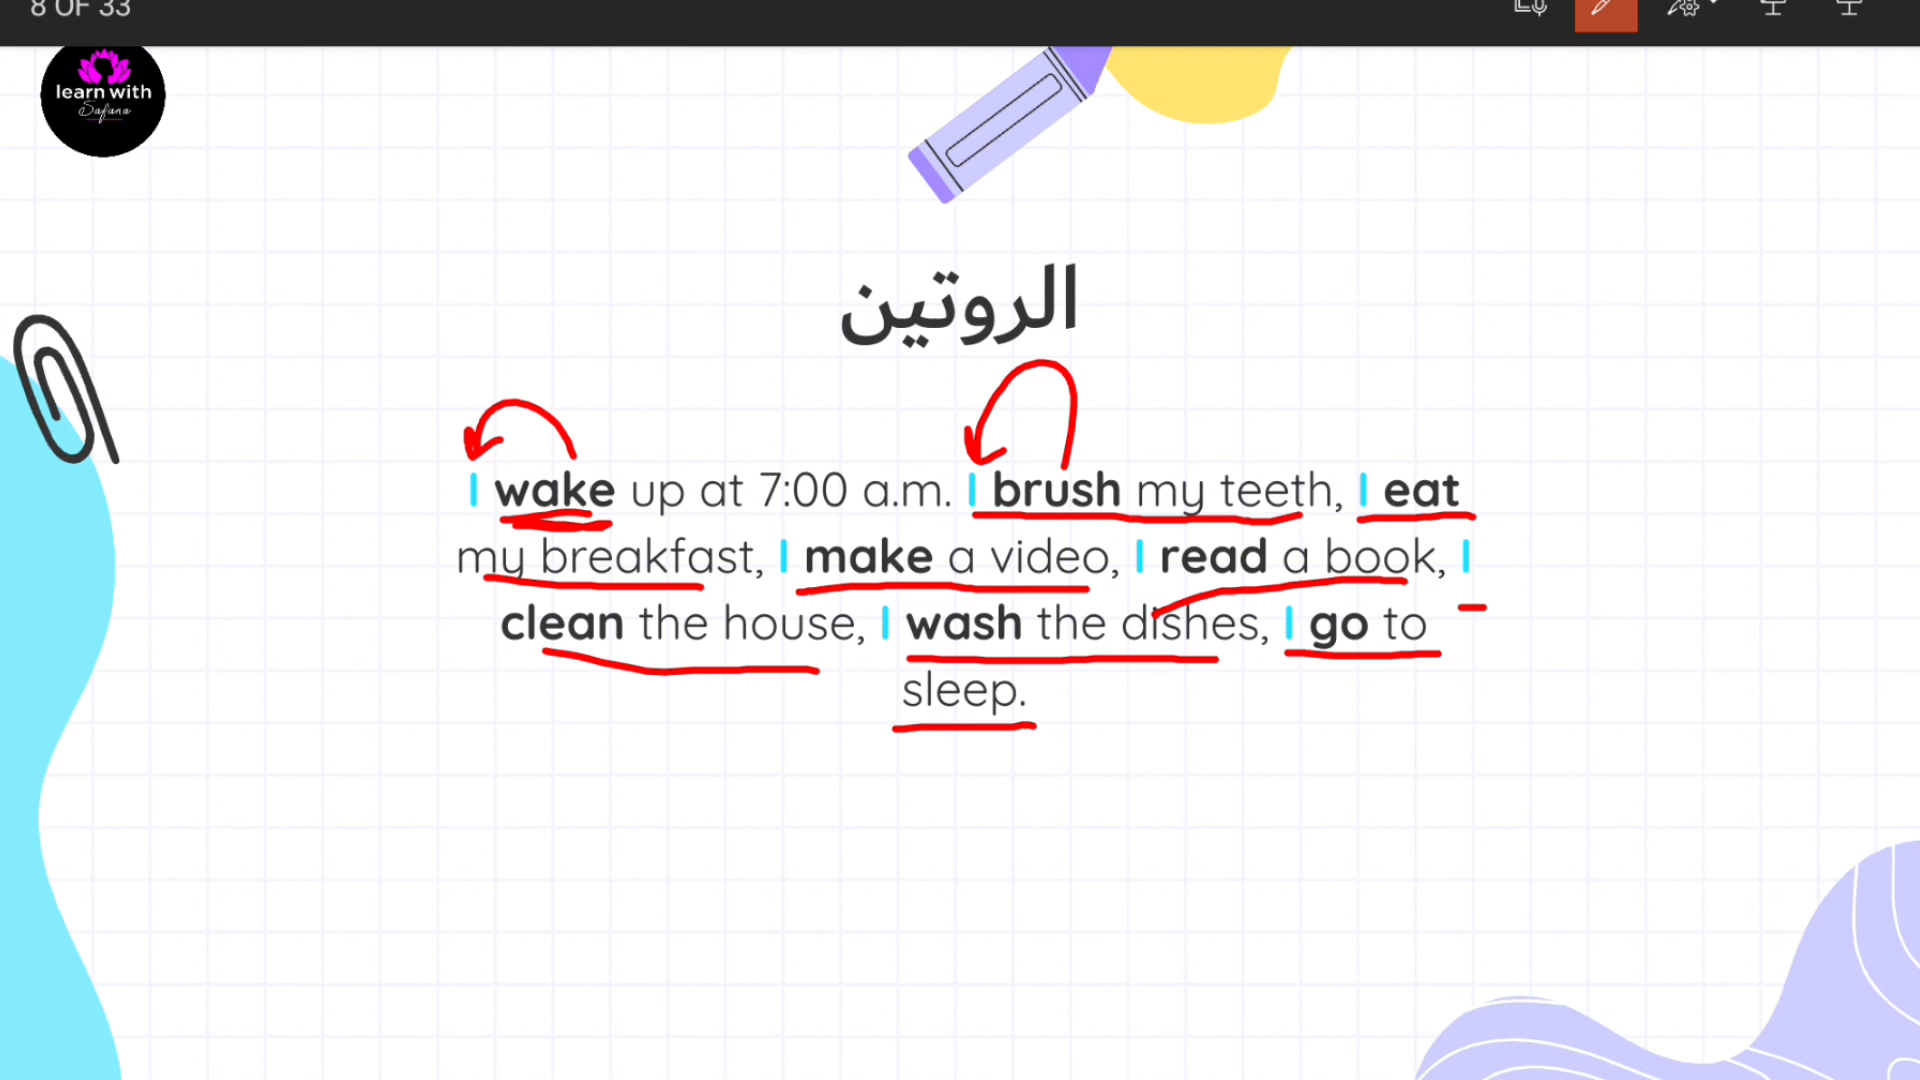 8 OF 33
learn with
Safana
الروتين
I wake up at 7:00 a.m. I brush my teeth, I eat
my breakfast, I make a video, I read a book, I
clean the house, I wash the dishes, I go to
sleep.